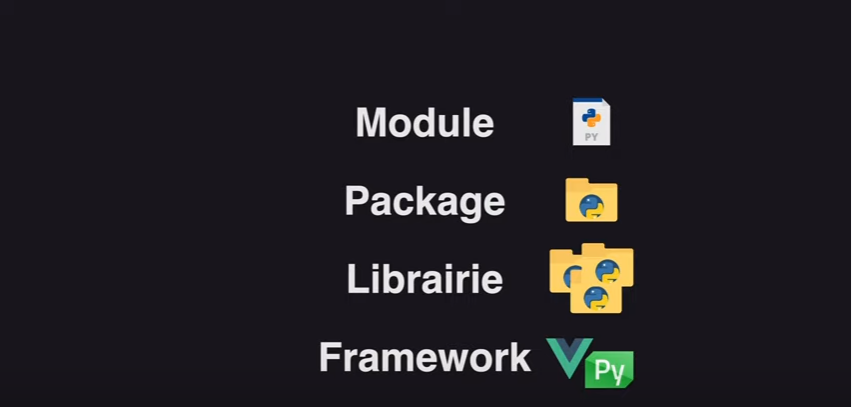 Module
PY
Package
Librairie
Framework
Py